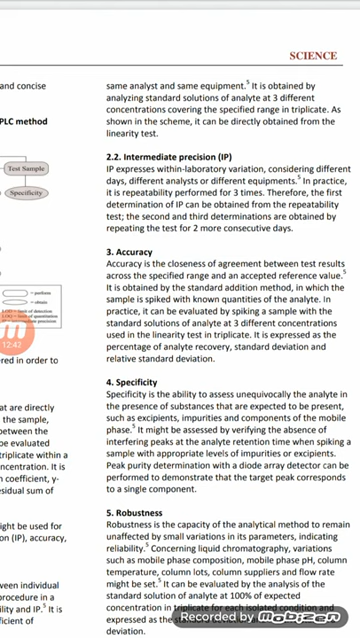 SCIENCE
and concise
PLC method
Test Sample
Specificity
= perform
= obtain
LOD = limit of detection
12:42
ered in order to
at are directly
the sample,
between the
be evaluated
triplicate within a
ncentration. It is
n coefficient, y-
esidual sum of
ight be used for
on (IP), accuracy,
ween individual
procedure in a
ility and IP.5 It is
ficient of
same analyst and same equipment.5 It is obtained by
analyzing standard solutions of analyte at 3 different
concentrations covering the specified range in triplicate. As
shown in the scheme, it can be directly obtained from the
linearity test.
2.2. Intermediate precision (IP)
IP expresses within-laboratory variation, considering different
days, different analysts or different equipments.5 In practice,
it is repeatability performed for 3 times. Therefore, the first
determination of IP can be obtained from the repeatability
test; the second and third determinations are obtained by
repeating the test for 2 more consecutive days.
3. Accuracy
Accuracy is the closeness of agreement between test results
across the specified range and an accepted reference value.5
It is obtained by the standard addition method, in which the
sample is spiked with known quantities of the analyte. In
practice, it can be evaluated by spiking a sample with the
standard solutions of analyte at 3 different concentrations
used in the linearity test in triplicate. It is expressed as the
percentage of analyte recovery, standard deviation and
relative standard deviation.
4. Specificity
Specificity is the ability to assess unequivocally the analyte in
the presence of substances that are expected to be present,
such as excipients, impurities and components of the mobile
phase.5 It might be assessed by verifying the absence of
interfering peaks at the analyte retention time when spiking a
sample with appropriate levels of impurities or excipients.
Peak purity determination with a diode array detector can be
performed to demonstrate that the target peak corresponds
to a single component.
5. Robustness
Robustness is the capacity of the analytical method to remain
unaffected by small variations in its parameters, indicating
reliability.5 Concerning liquid chromatography, variations
such as mobile phase composition, mobile phase pH, column
temperature, column lots, column suppliers and flow rate
might be set.5 It can be evaluated by the analysis of the
standard solution of analyte at 100% of expected
concentration in triplicate for each isolated condition and
expressed as the
deviation.
Recorded by
MOBIZEN